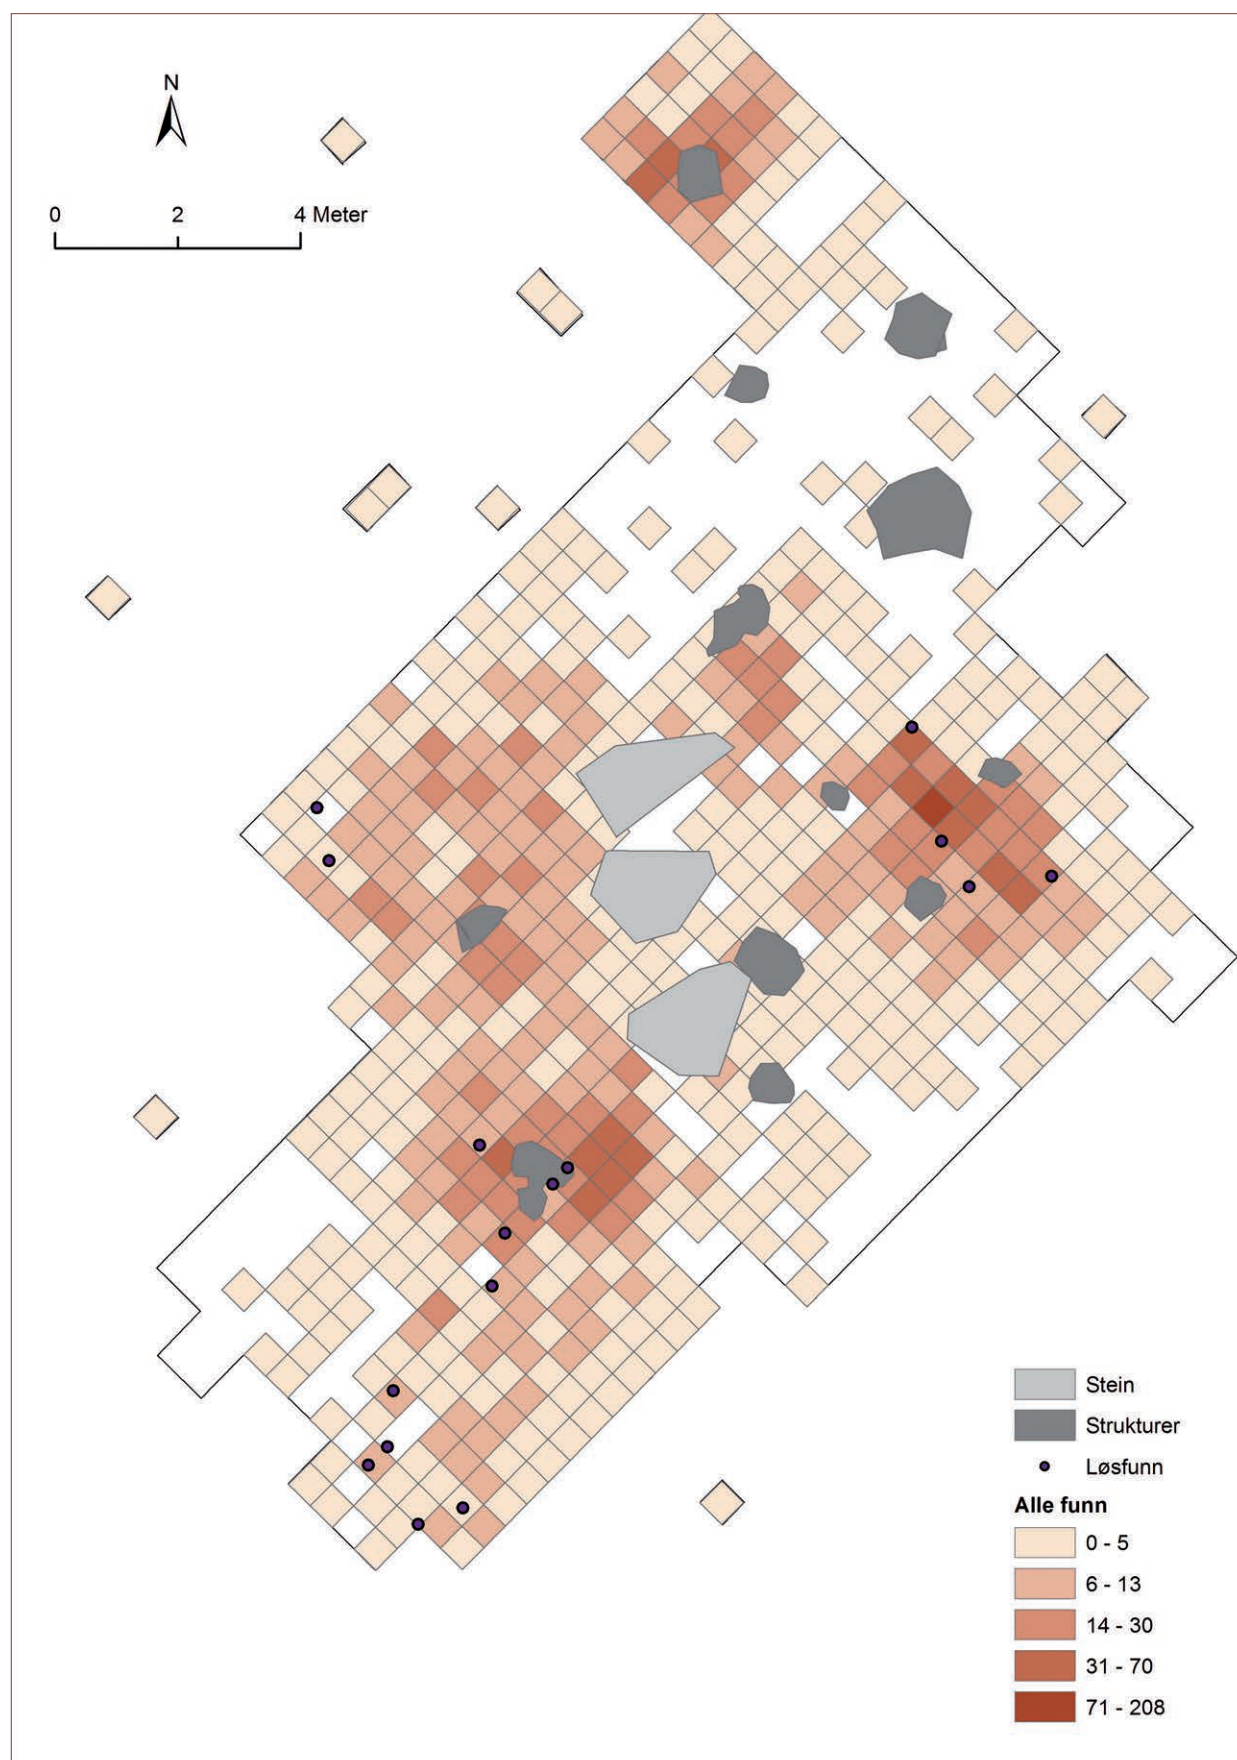 N
0 2 4 Meter
Stein
Strukturer
Løsfunn
Alle funn
0 - 5
6 - 13
14 - 30
31 - 70
71 - 208